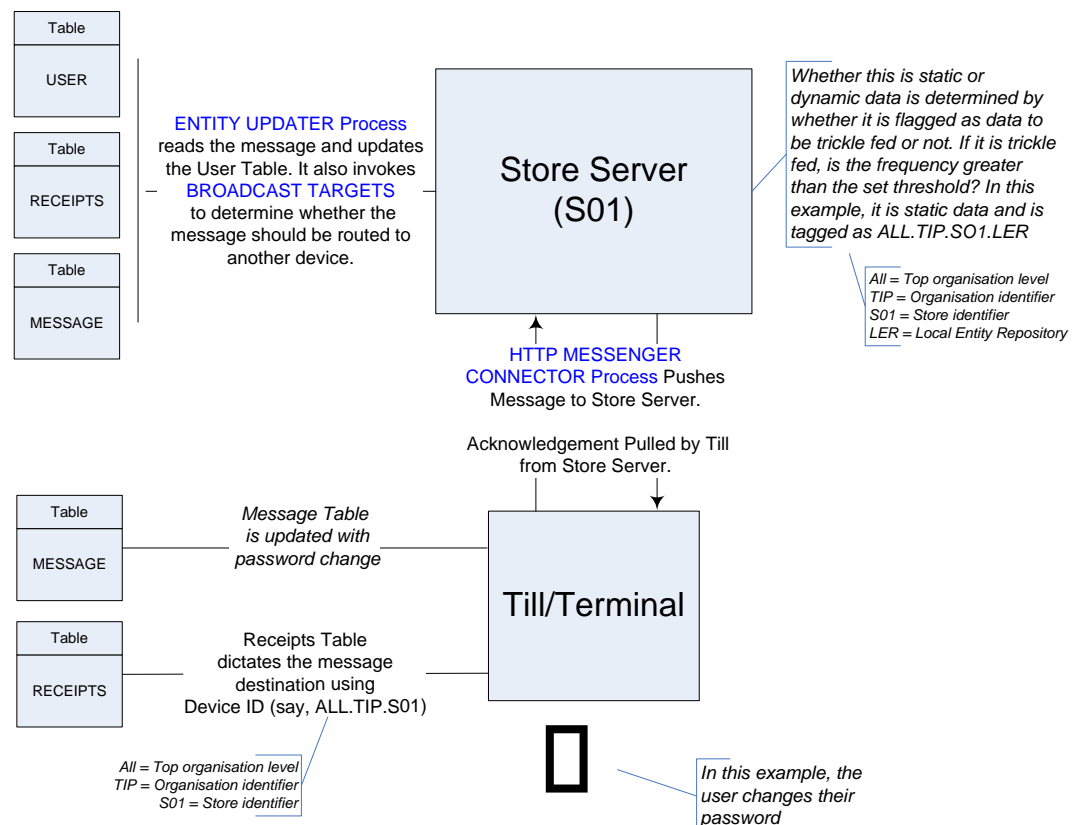 Table
USER
Table
RECEIPTS
Table
MESSAGE
ENTITY UPDATER Process
reads the message and updates
the User Table. It also invokes
BROADCAST TARGETS
to determine whether the
message should be routed to
another device.
Store Server
(S01)
Whether this is static or
dynamic data is determined by
whether it is flagged as data to
be trickle fed or not. If it is trickle
fed, is the frequency greater
than the set threshold? In this
example, it is static data and is
tagged as ALL.TIP.SO1.LER
All = Top organisation level
TIP = Organisation identifier
S01 = Store identifier
LER = Local Entity Repository
HTTP MESSENGER
CONNECTOR Process Pushes
Message to Store Server.
Acknowledgement Pulled by Till
from Store Server.
Table
MESSAGE
Message Table
is updated with
password change
Till/Terminal
Table
RECEIPTS
Receipts Table
dictates the message
destination using
Device ID (say, ALL.TIP.S01)
All = Top organisation level
TIP = Organisation identifier
S01 = Store identifier
In this example, the
user changes their
password